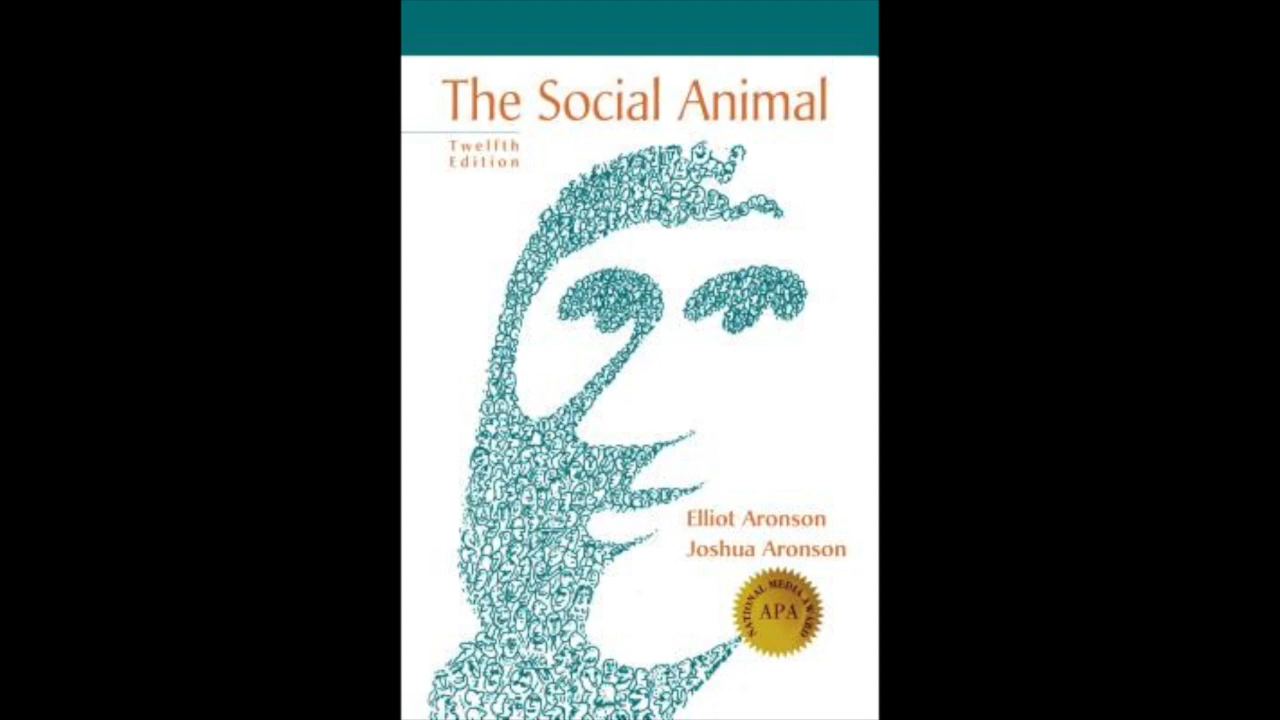 The Social Animal
Twelfth
Edition
Elliot Aronson
Joshua Aronson
NATIONAL MEDIA AWARD
APA